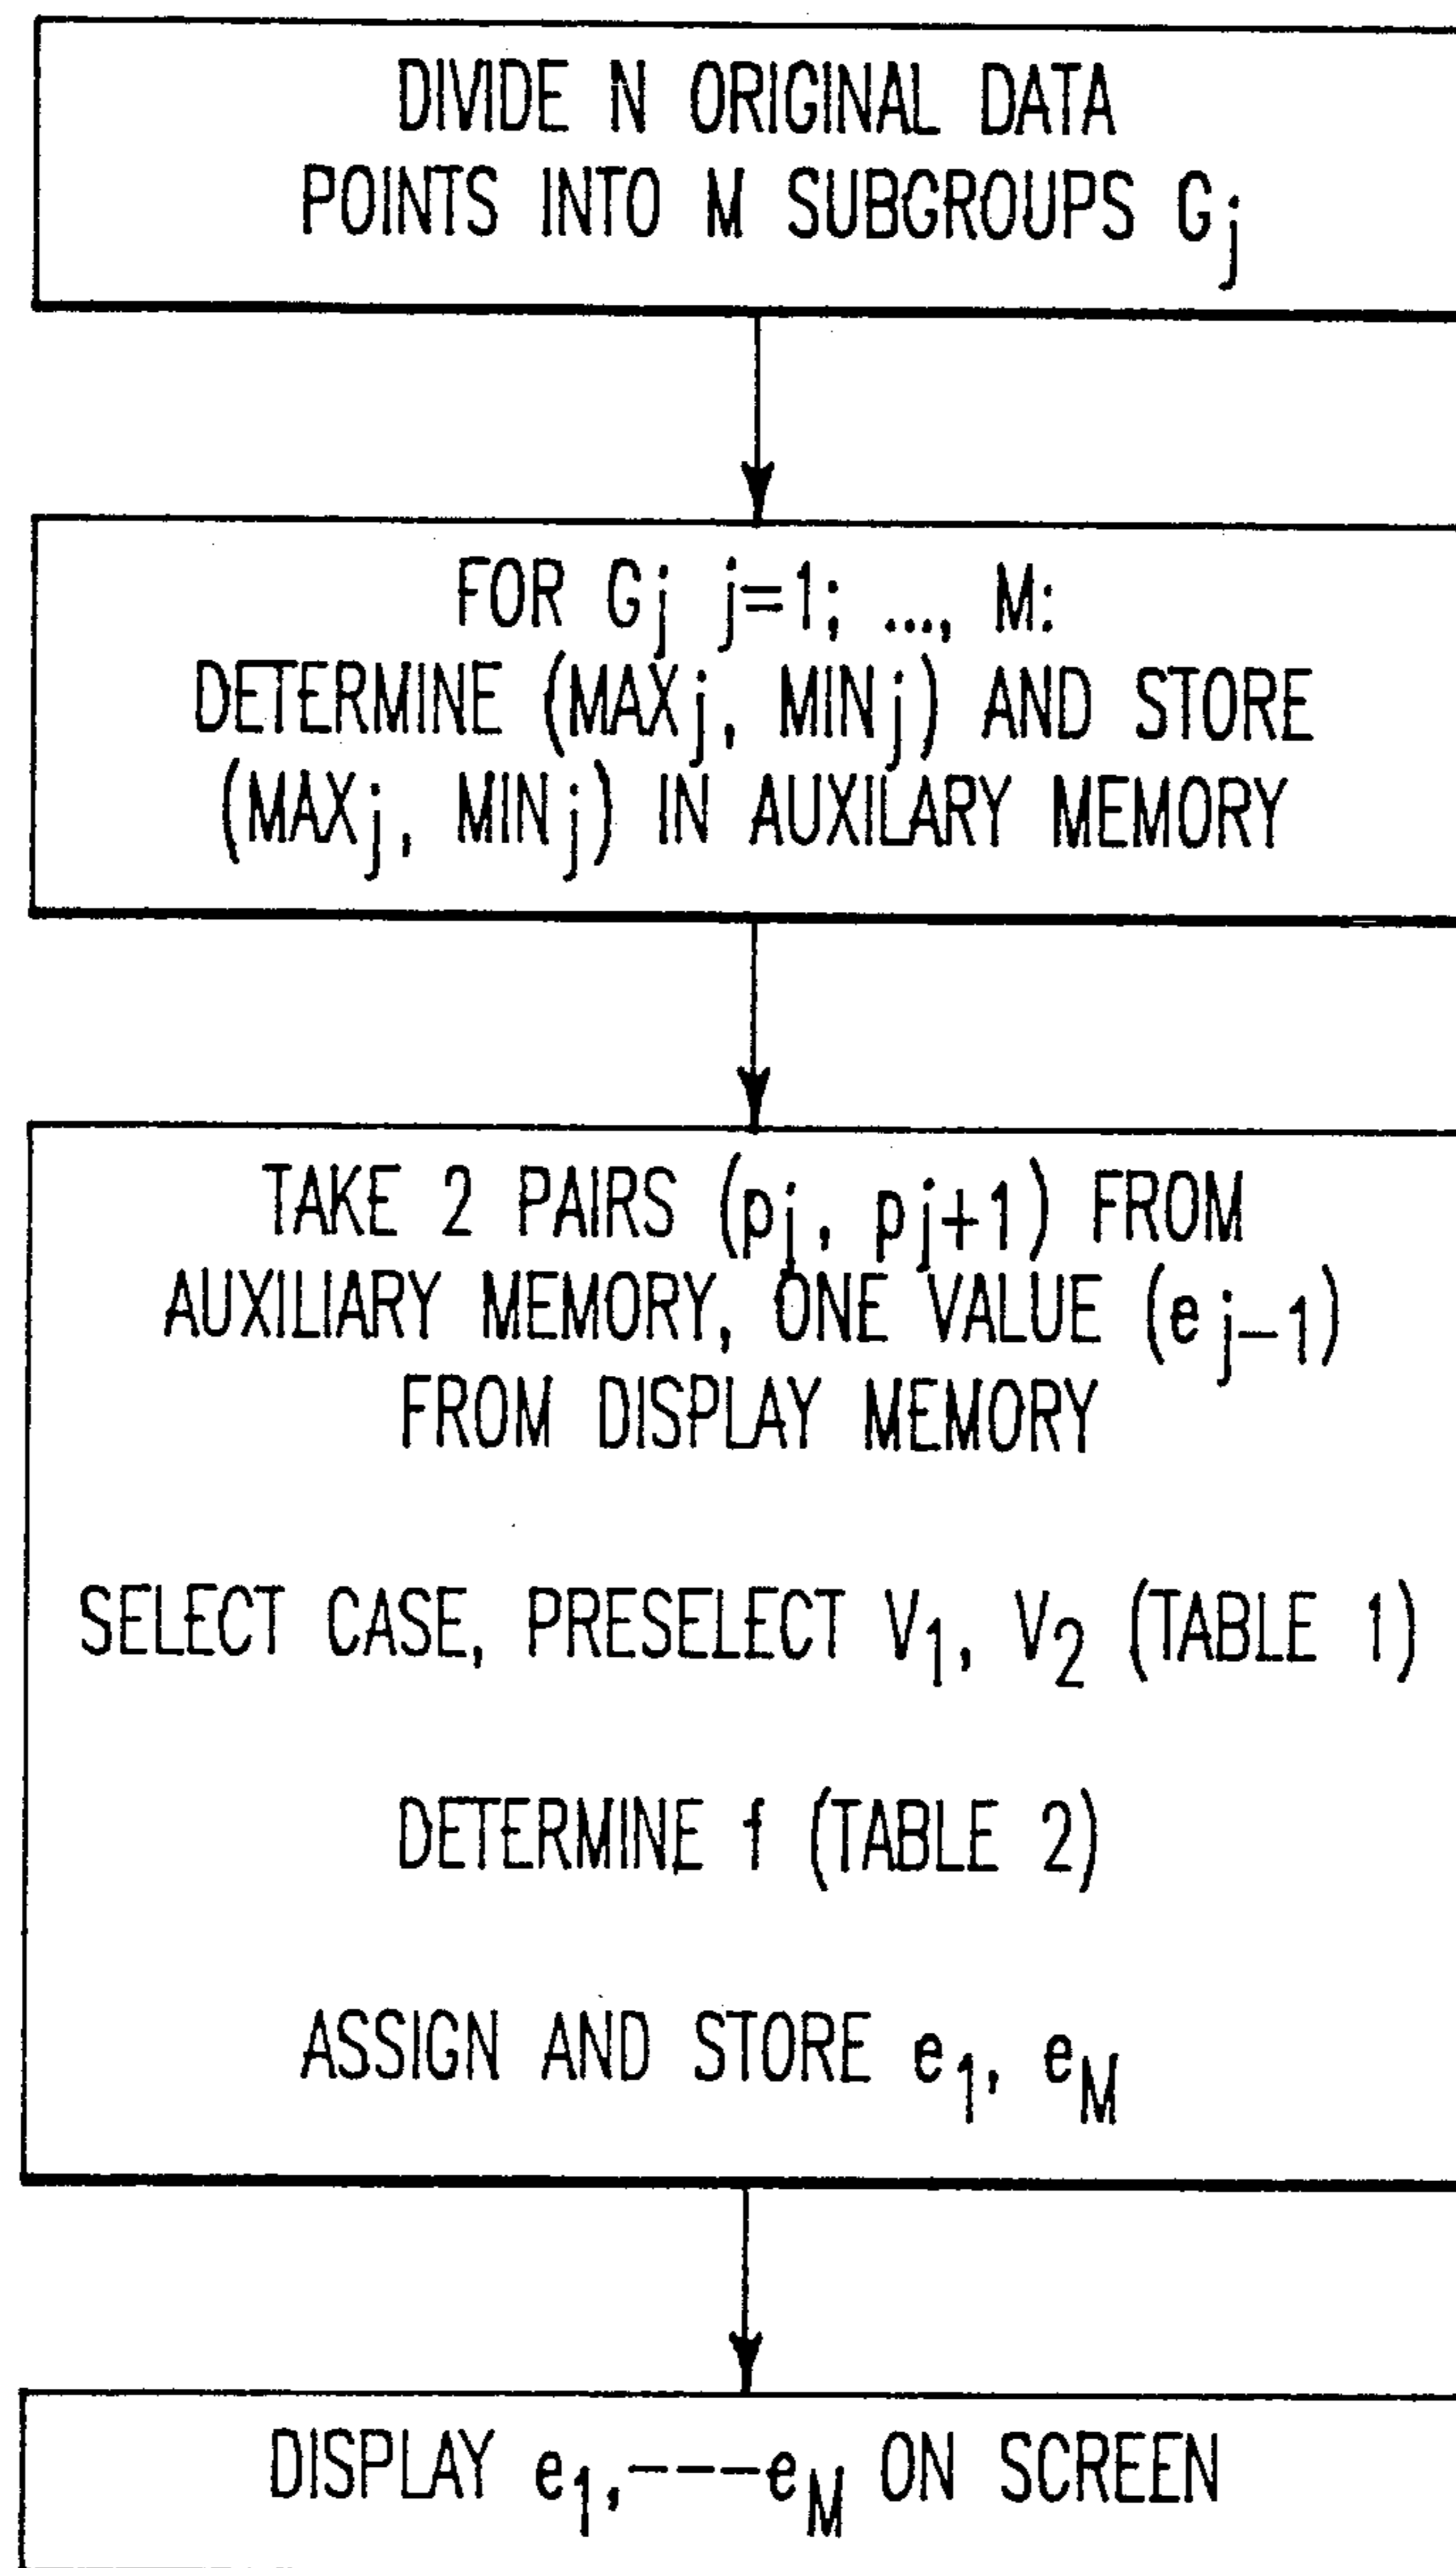 DIVIDE N ORIGINAL DATA
POINTS INTO M SUBGROUPS Gj
FOR Gj j=1; ..., M:
DETERMINE (MAXj, MINj) AND STORE
(MAXj, MINj) IN AUXILARY MEMORY
TAKE 2 PAIRS (pj, pj+1) FROM
AUXILIARY MEMORY, ONE VALUE (ej-1)
FROM DISPLAY MEMORY
SELECT CASE, PRESELECT V1, V2 (TABLE 1)
DETERMINE f (TABLE 2)
ASSIGN AND STORE e1, eM
DISPLAY e1,---eM ON SCREEN